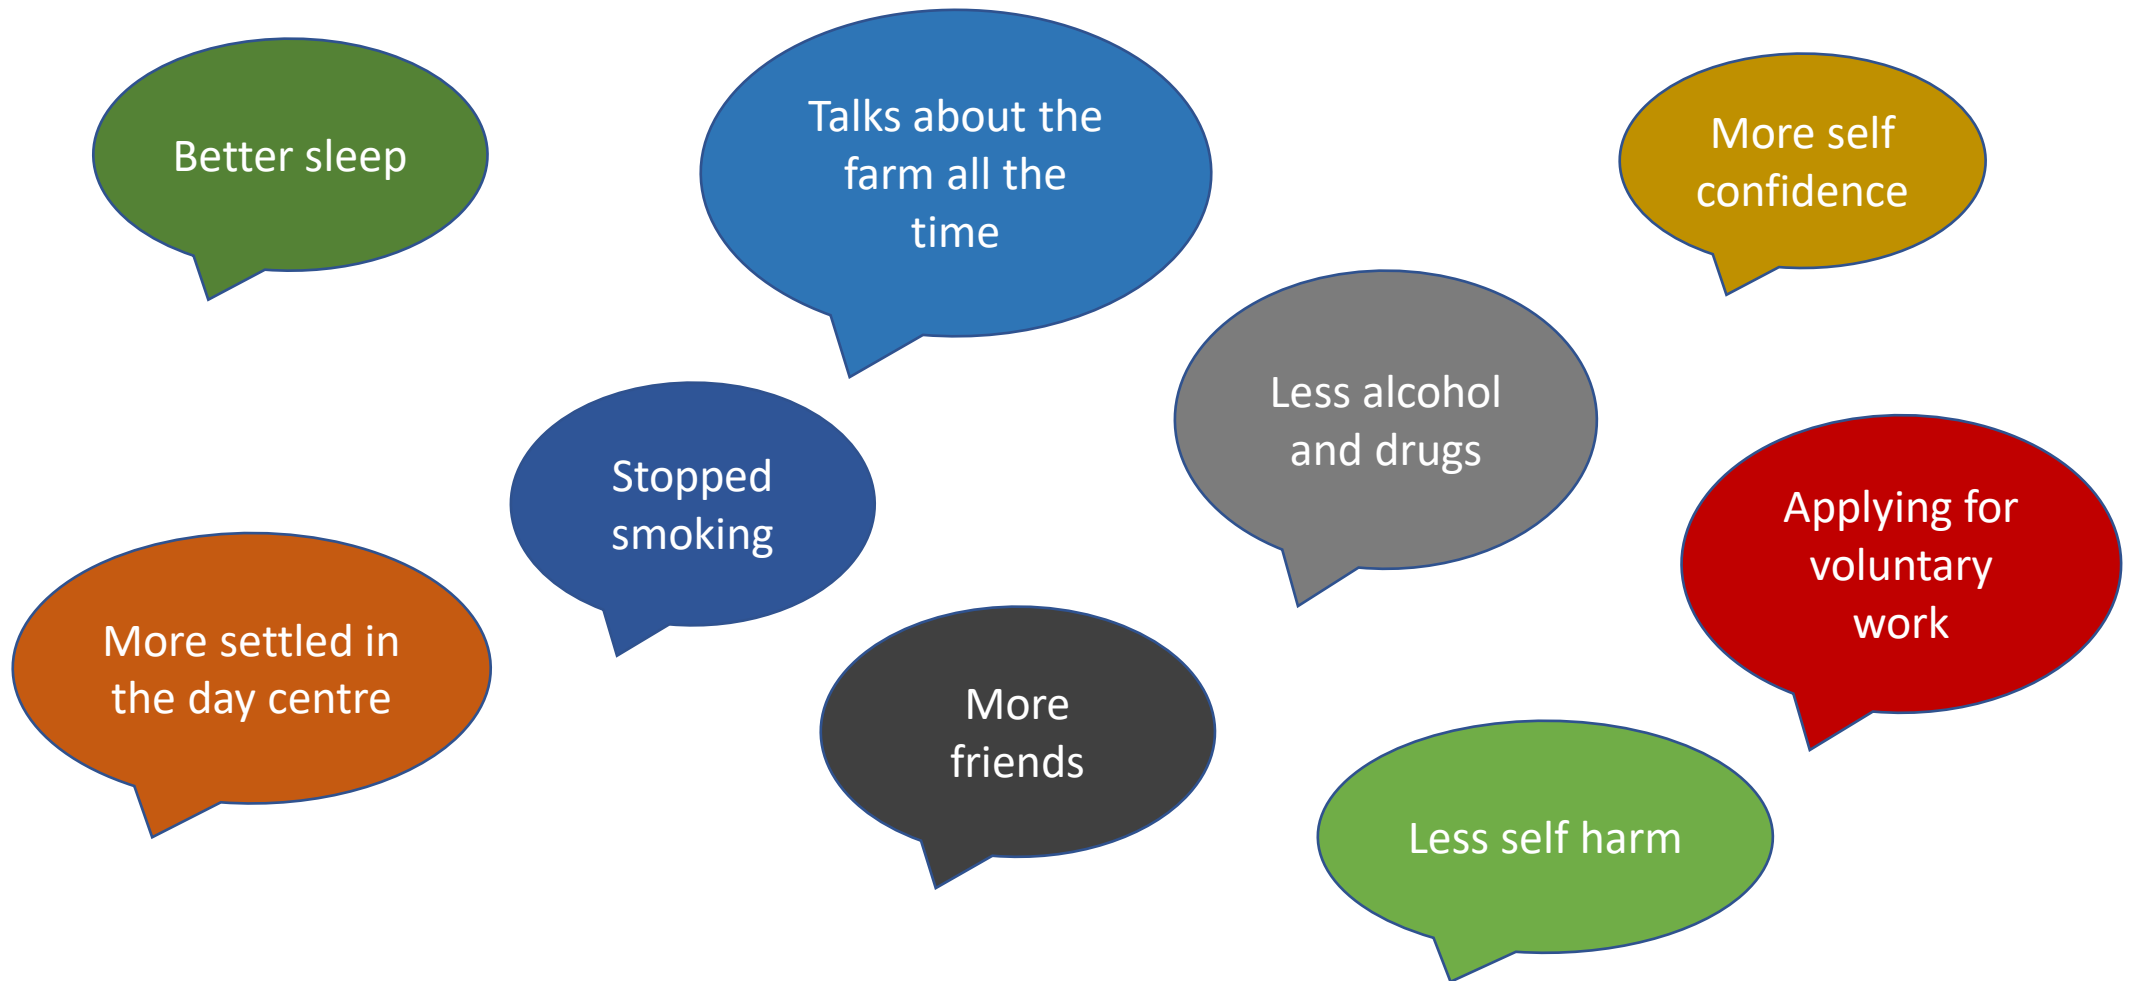 Better sleep
Talks about the
farm all the
time
More self
confidence
Less alcohol
and drugs
Stopped
smoking
Applying for
voluntary
work
More settled in
the day centre
More
friends
Less self harm